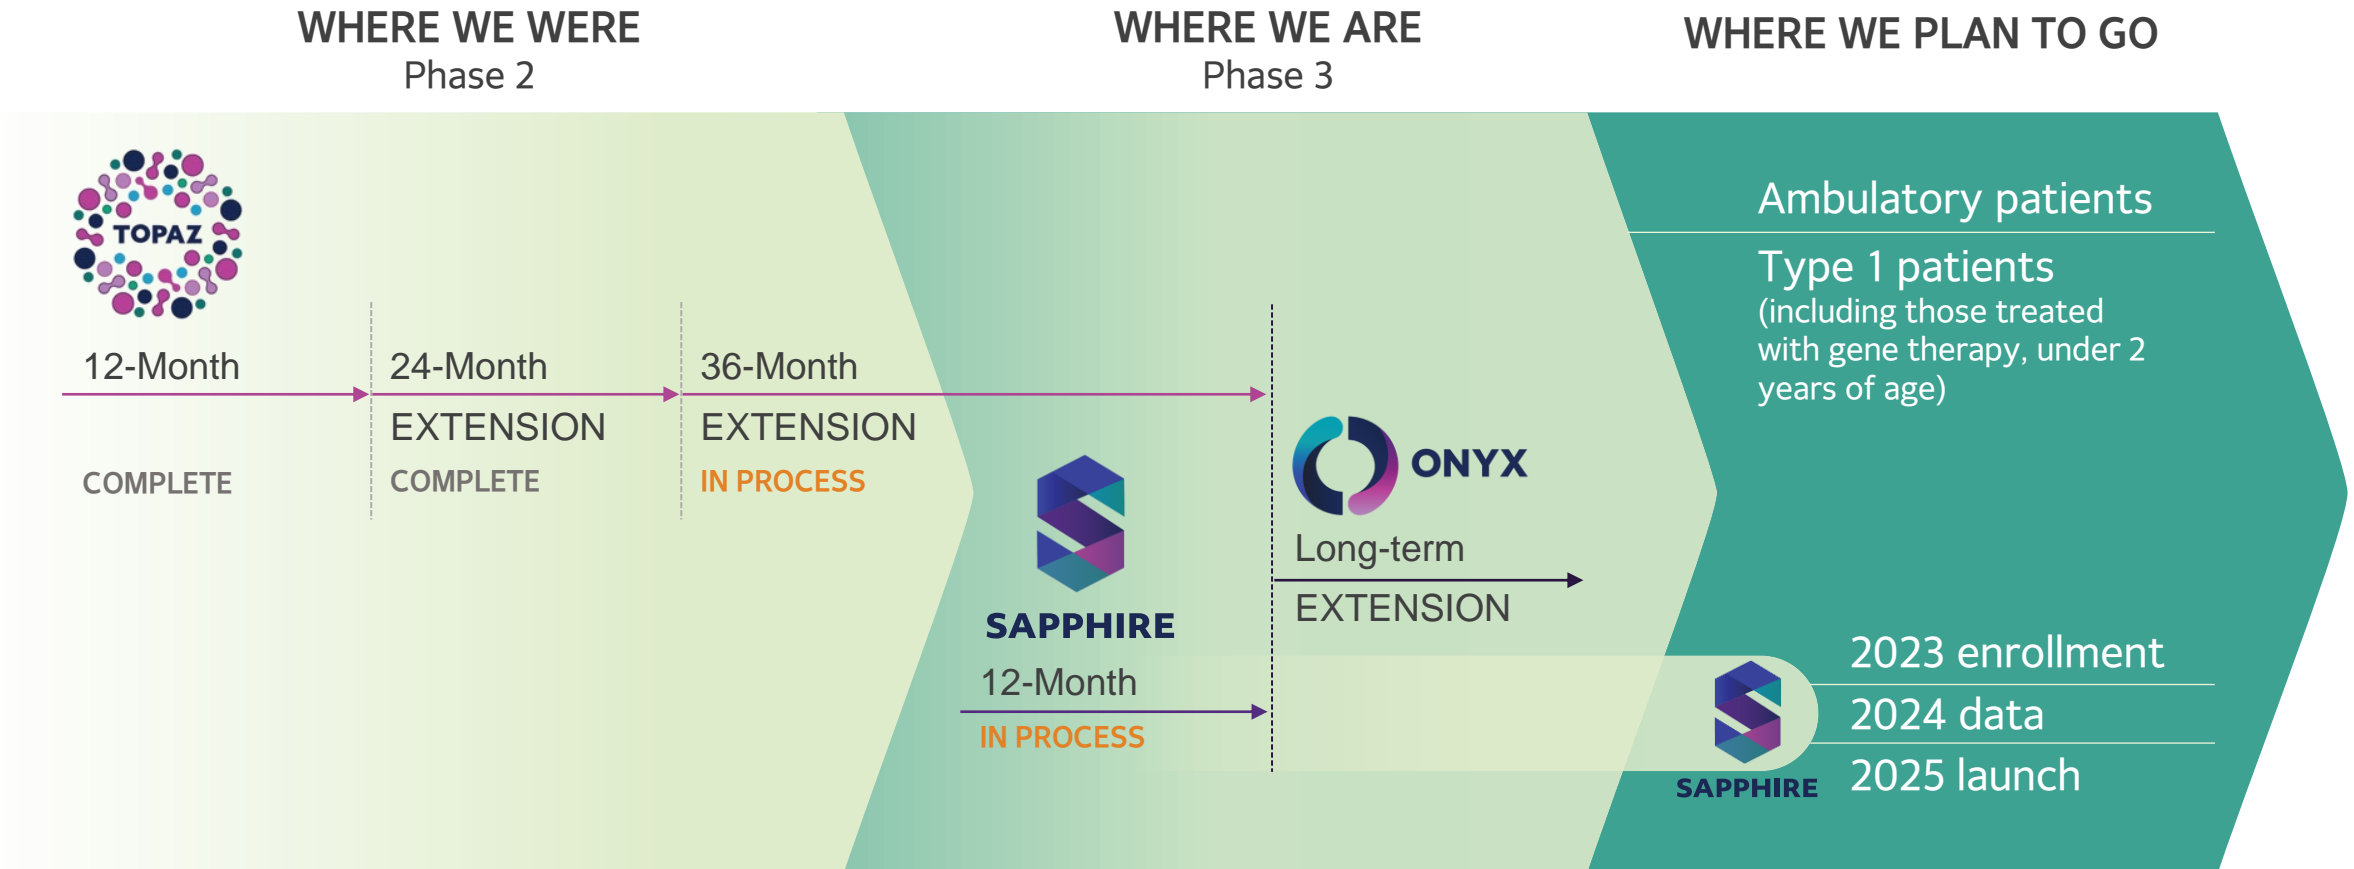 WHERE WE WERE
Phase 2
WHERE WE ARE
Phase 3
WHERE WE PLAN TO GO
TOPAZ
12-Month
COMPLETE
24-Month
EXTENSION
COMPLETE
36-Month
EXTENSION
IN PROCESS
SAPPHIRE
12-Month
IN PROCESS
ONYX
Long-term
EXTENSION
Ambulatory patients
Type 1 patients
(including those treated
with gene therapy, under 2
years of age)
SAPPHIRE
2023 enrollment
2024 data
2025 launch